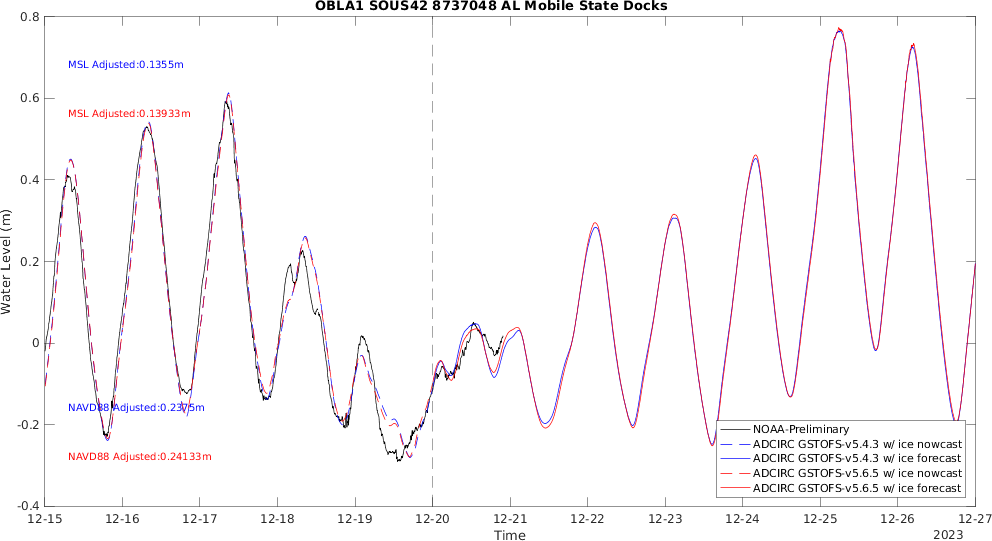 OBLA1 SOUS42 8737048 AL Mobile State Docks
0.8
0.6
0.4
0.2
0
-0.2
-0.4
Water Level (m)
MSL Adjusted:0.1355m
MSL Adjusted:0.13933m
NAVD88 Adjusted:0.2375m
NAVD88 Adjusted:0.24133m
NOAA-Preliminary
ADCIRC GSTOFS-v5.4.3 w/ ice nowcast
ADCIRC GSTOFS-v5.4.3 w/ ice forecast
ADCIRC GSTOFS-v5.6.5 w/ ice nowcast
ADCIRC GSTOFS-v5.6.5 w/ ice forecast
12-15 12-16 12-17 12-18 12-19 12-20 12-21 12-22 12-23 12-24 12-25 12-26 12-27
Time
2023